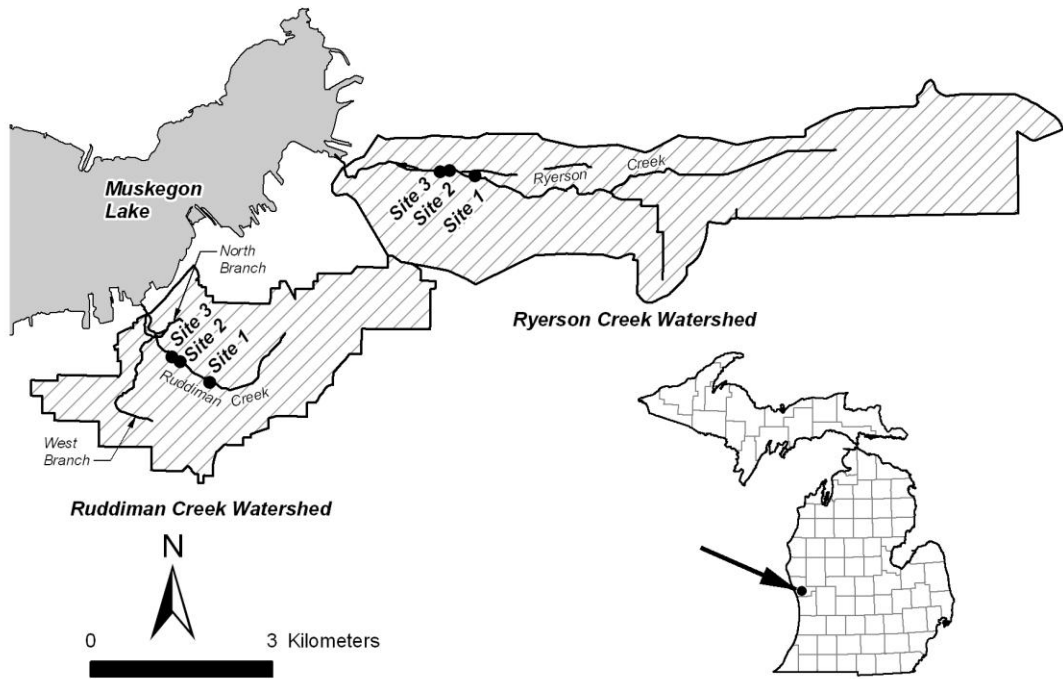 Muskegon
Lake
North
Branch
Site 3
Site 2
Site 1
Ryerson
Creek
Ryerson Creek Watershed
Site 3
Site 2
Site 1
Ruddiman
Creek
West
Branch
Ruddiman Creek Watershed
N
0
3 Kilometers